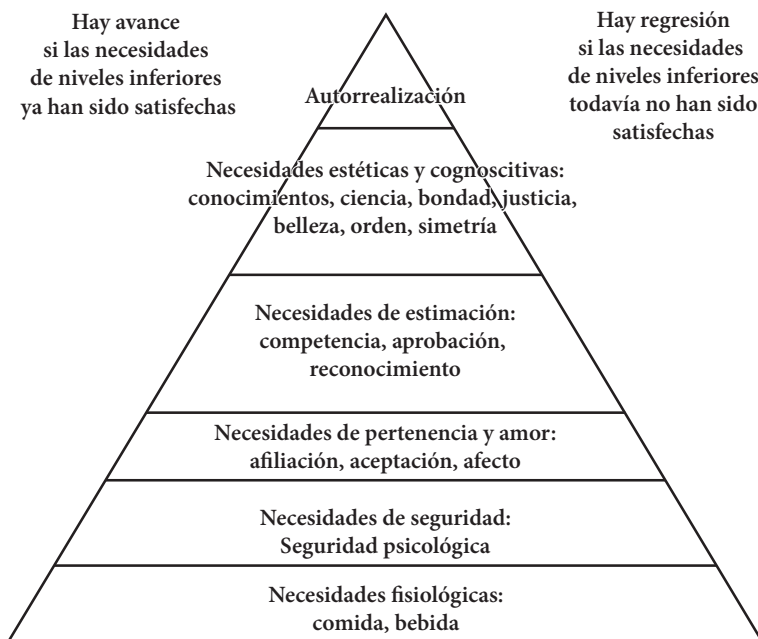 Hay avance
si las necesidades
de niveles inferiores
ya han sido satisfechas
Hay regresión
si las necesidades
de niveles inferiores
todavía no han sido
satisfechas
Autorrealización
Necesidades estéticas y cognoscitivas:
conocimientos, ciencia, bondad, justicia,
belleza, orden, simetría
Necesidades de estimación:
competencia, aprobación,
reconocimiento
Necesidades de pertenencia y amor:
afiliación, aceptación, afecto
Necesidades de seguridad:
Seguridad psicológica
Necesidades fisiológicas:
comida, bebida